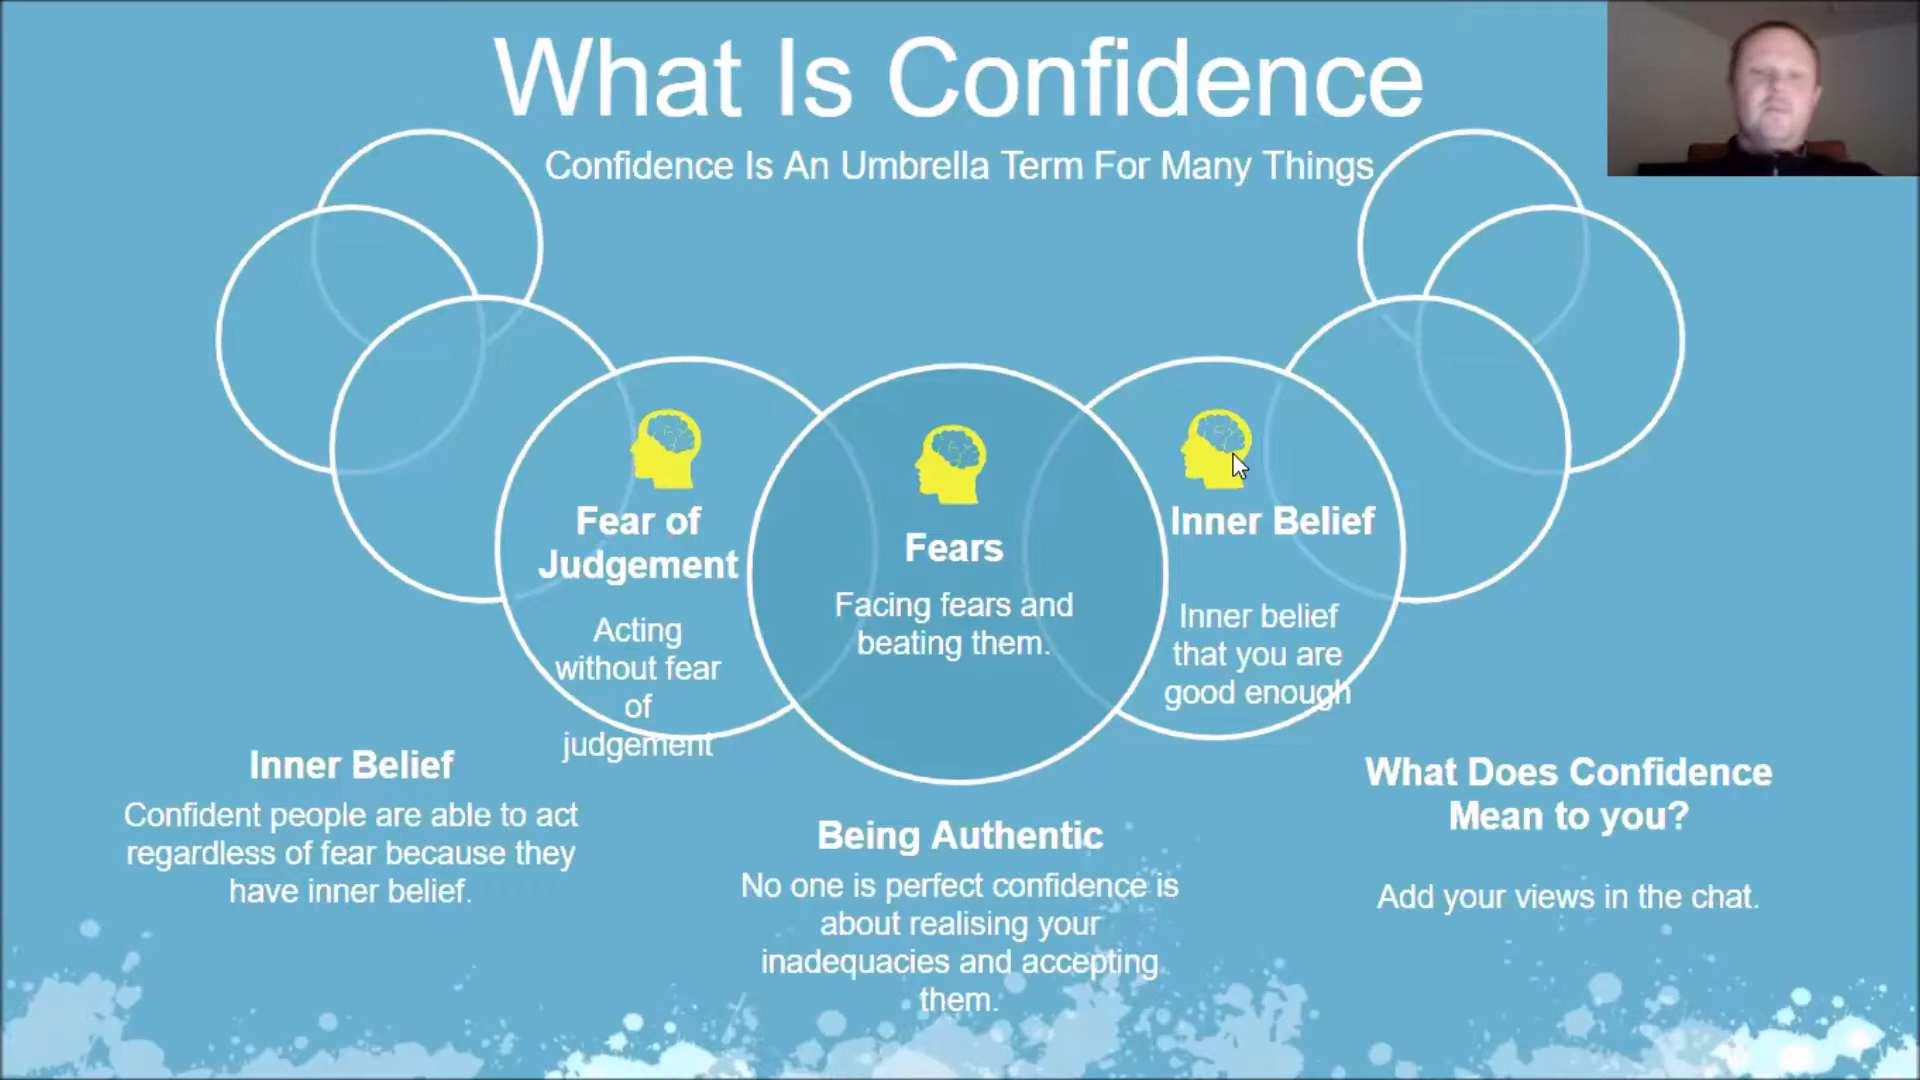 What Is Confidence
Confidence Is An Umbrella Term For Many Things
Fear of
Judgement
Acting
without fear
of
judgement
Fears
Facing fears and
beating them.
Inner Belief
Inner belief
that you are
good enough
Inner Belief
Confident people are able to act
regardless of fear because they
have inner belief.
Being Authentic
No one is perfect confidence is
about realising your
inadequacies and accepting
them.
What Does Confidence
Mean to you?
Add your views in the chat.